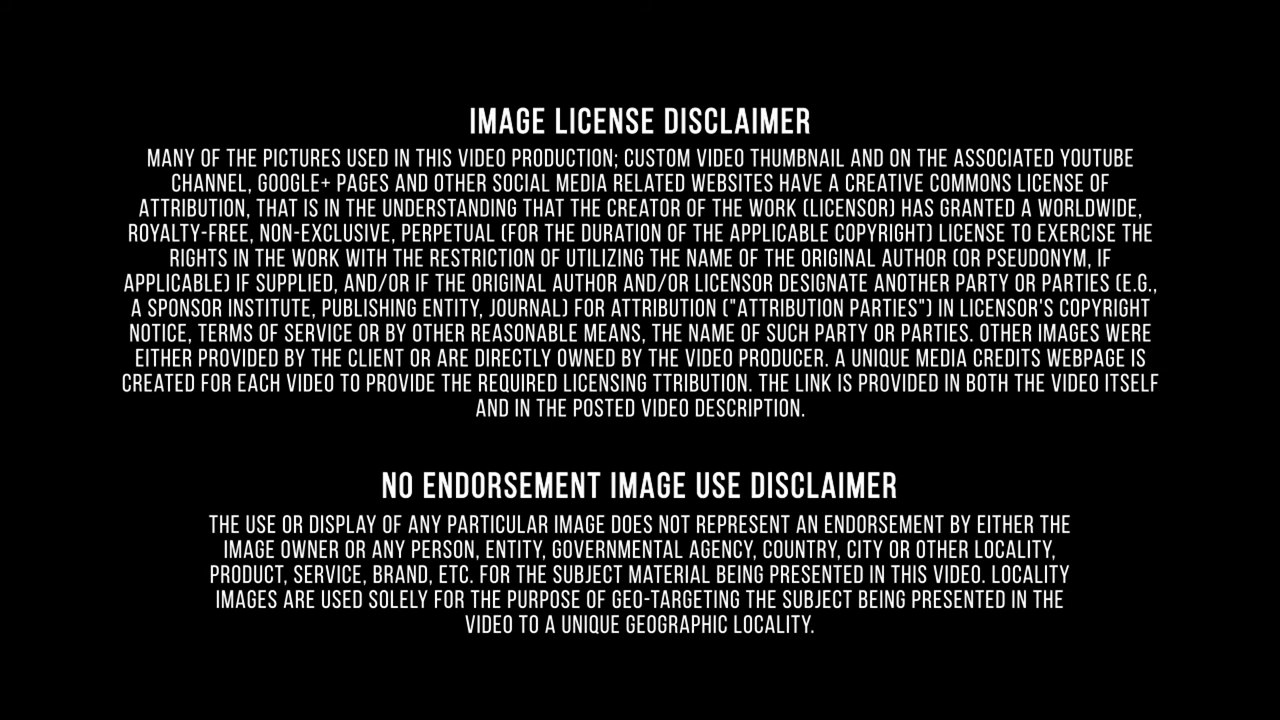 IMAGE LICENSE DISCLAIMER
MANY OF THE PICTURES USED IN THIS VIDEO PRODUCTION; CUSTOM VIDEO THUMBNAIL AND ON THE ASSOCIATED YOUTUBE
CHANNEL, GOOGLE+ PAGES AND OTHER SOCIAL MEDIA RELATED WEBSITES HAVE A CREATIVE COMMONS LICENSE OF
ATTRIBUTION, THAT IS IN THE UNDERSTANDING THAT THE CREATOR OF THE WORK (LICENSOR) HAS GRANTED A WORLDWIDE,
ROYALTY-FREE, NON-EXCLUSIVE, PERPETUAL (FOR THE DURATION OF THE APPLICABLE COPYRIGHT) LICENSE TO EXERCISE THE
RIGHTS IN THE WORK WITH THE RESTRICTION OF UTILIZING THE NAME OF THE ORIGINAL AUTHOR (OR PSEUDONYM, IF
APPLICABLE) IF SUPPLIED, AND/OR IF THE ORIGINAL AUTHOR AND/OR LICENSOR DESIGNATE ANOTHER PARTY OR PARTIES (E.G.,
A SPONSOR INSTITUTE, PUBLISHING ENTITY, JOURNAL) FOR ATTRIBUTION ("ATTRIBUTION PARTIES") IN LICENSOR'S COPYRIGHT
NOTICE, TERMS OF SERVICE OR BY OTHER REASONABLE MEANS, THE NAME OF SUCH PARTY OR PARTIES. OTHER IMAGES WERE
EITHER PROVIDED BY THE CLIENT OR ARE DIRECTLY OWNED BY THE VIDEO PRODUCER. A UNIQUE MEDIA CREDITS WEBPAGE IS
CREATED FOR EACH VIDEO TO PROVIDE THE REQUIRED LICENSING TTRIBUTION. THE LINK IS PROVIDED IN BOTH THE VIDEO ITSELF
AND IN THE POSTED VIDEO DESCRIPTION.
NO ENDORSEMENT IMAGE USE DISCLAIMER
THE USE OR DISPLAY OF ANY PARTICULAR IMAGE DOES NOT REPRESENT AN ENDORSEMENT BY EITHER THE
IMAGE OWNER OR ANY PERSON, ENTITY, GOVERNMENTAL AGENCY, COUNTRY, CITY OR OTHER LOCALITY,
PRODUCT, SERVICE, BRAND, ETC. FOR THE SUBJECT MATERIAL BEING PRESENTED IN THIS VIDEO. LOCALITY
IMAGES ARE USED SOLELY FOR THE PURPOSE OF GEO-TARGETING THE SUBJECT BEING PRESENTED IN THE
VIDEO TO A UNIQUE GEOGRAPHIC LOCALITY.